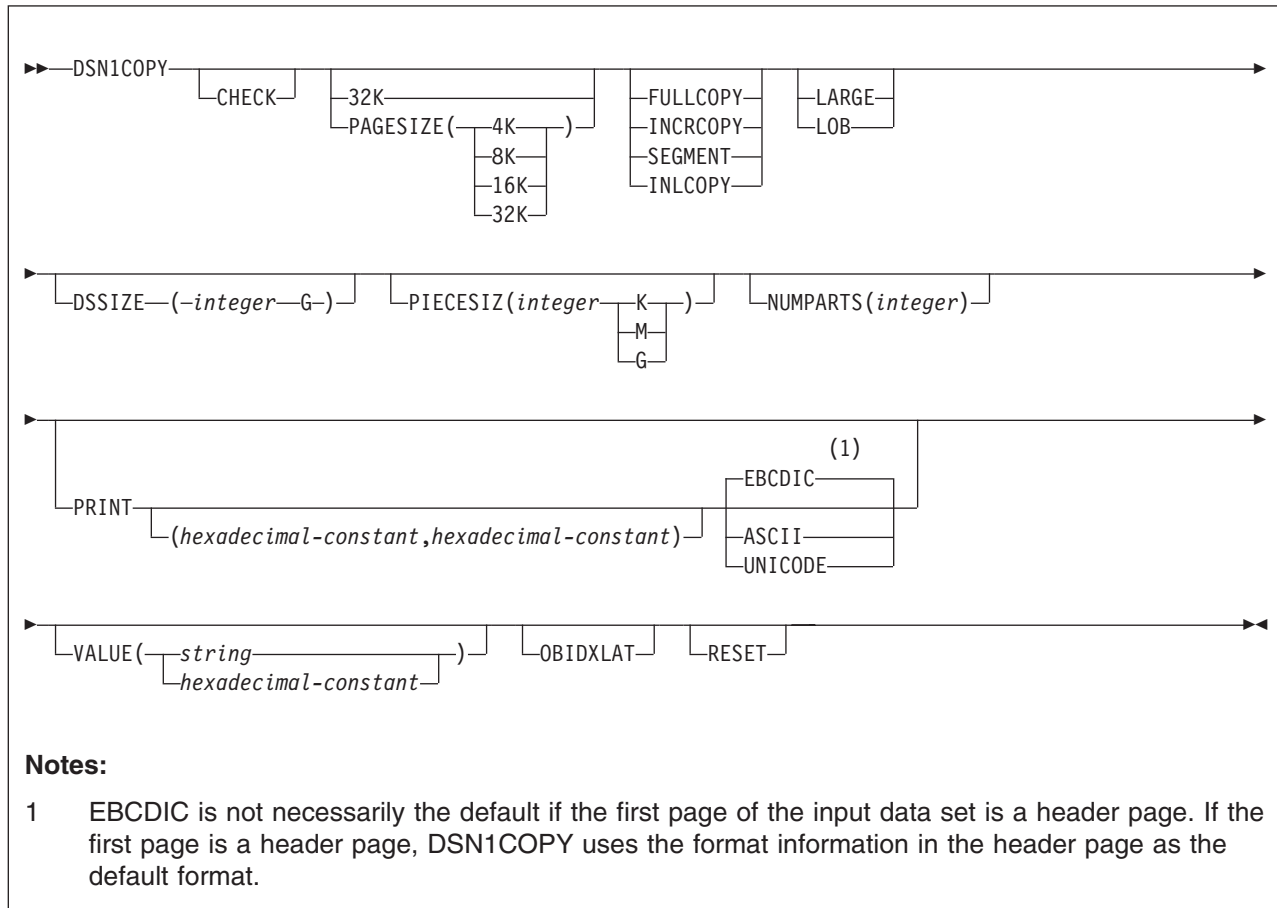 DSN1COPY
CHECK 32K FULLCOPY LARGE
PAGESIZE( 4K ) INCRCOPY LOB
8K SEGMENT
16K INLCOPY
32K
DSSIZE ( integer G ) PIECESIZ(integer K ) NUMPARTS(integer)
M
G
(1)
EBCDIC
PRINT
(hexadecimal-constant,hexadecimal-constant) ASCII
UNICODE
VALUE( string ) OBIDXLAT RESET
hexadecimal-constant
Notes:
1 EBCDIC is not necessarily the default if the first page of the input data set is a header page. If the
first page is a header page, DSN1COPY uses the format information in the header page as the
default format.